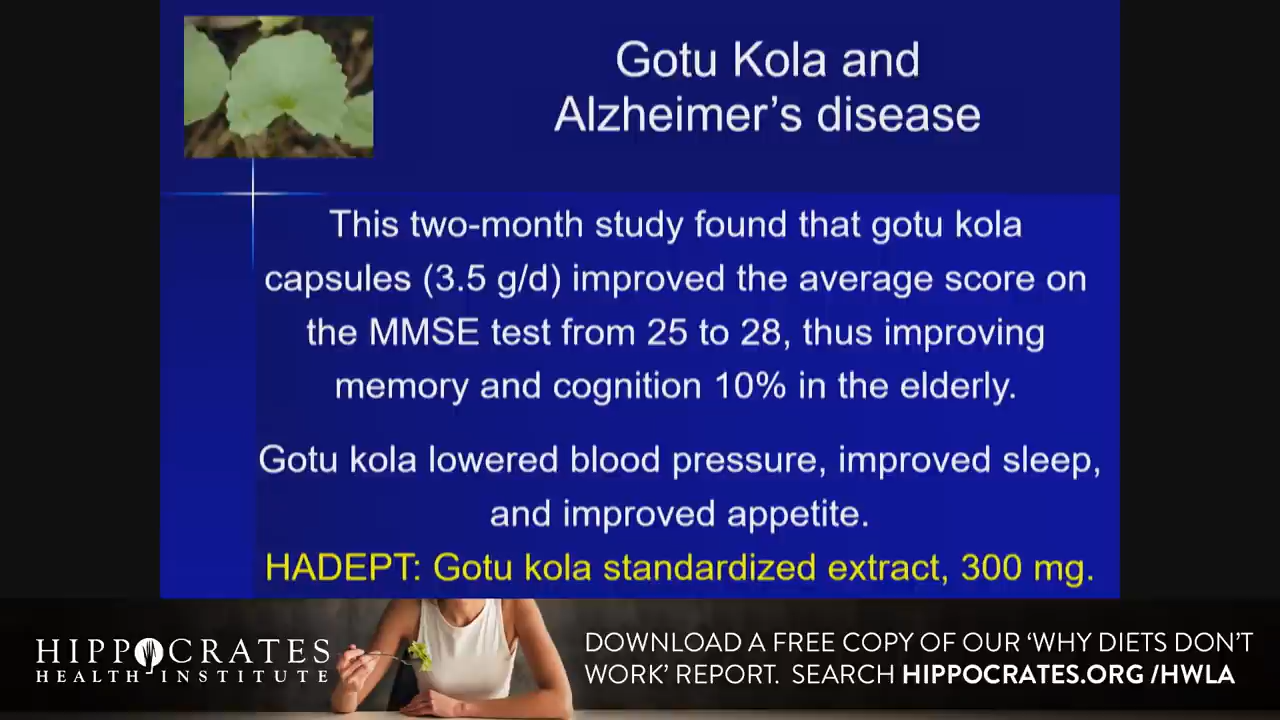 Gotu Kola and
Alzheimer's disease
This two-month study found that gotu kola
capsules (3.5 g/d) improved the average score on
the MMSE test from 25 to 28, thus improving
memory and cognition 10% in the elderly.
Gotu kola lowered blood pressure, improved sleep,
and improved appetite.
HADEPT: Gotu kola standardized extract, 300 mg.
HIPPOCRATES
HEALTH INSTITUTE
DOWNLOAD A FREE COPY OF OUR ‘WHY DIETS DON’T
WORK’ REPORT. SEARCH HIPPOCRATES.ORG /HWLA